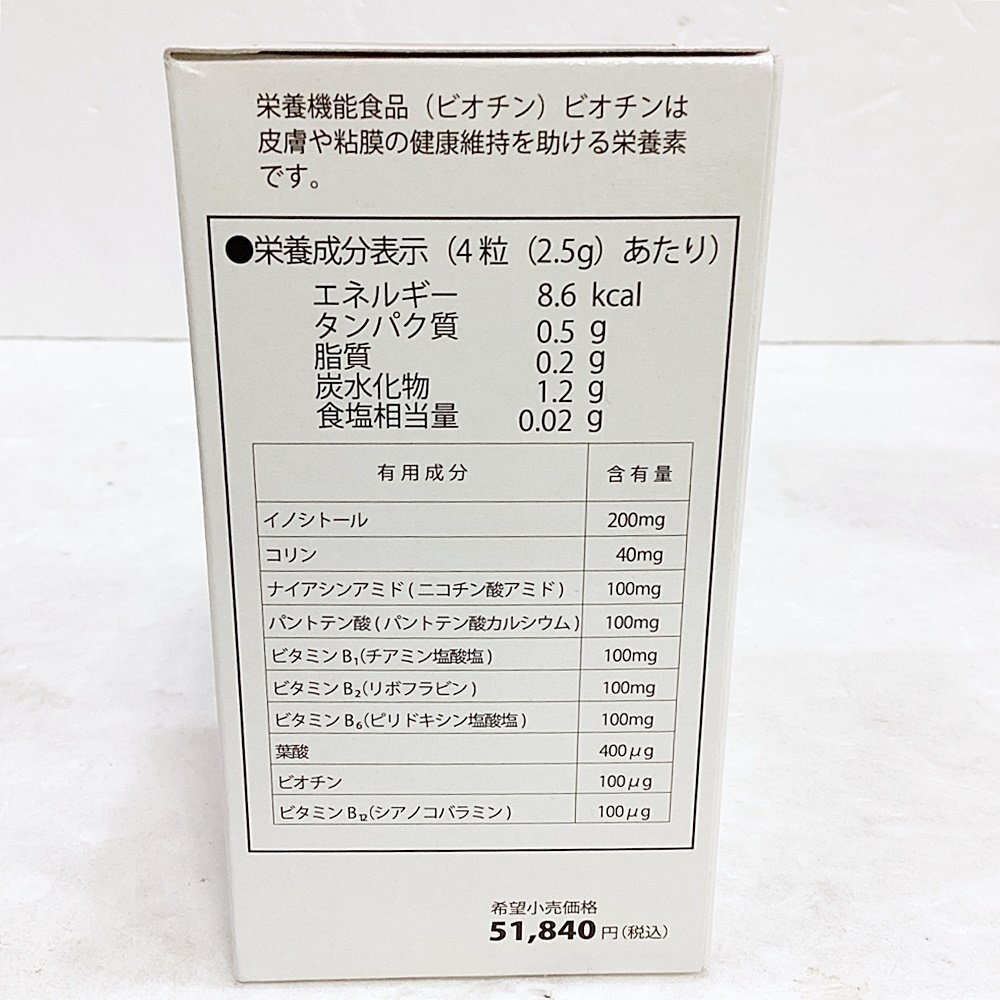 栄養機能食品（ビオチン）ビオチンは
皮膚や粘膜の健康維持を助ける栄養素
です。
●栄養成分表示（4粒（2.5g）あたり）
エネルギー 8.6 kcal
タンパク質 0.5 g
脂質 0.2 g
炭水化物 1.2 g
食塩相当量 0.02 g
有用成分 含有量
イノシトール 200mg
コリン 40mg
ナイアシンアミド(ニコチン酸アミド) 100mg
パントテン酸(パントテン酸カルシウム) 100mg
ビタミンB₁(チアミン塩酸塩) 100mg
ビタミンB₂(リボフラビン) 100mg
ビタミンB₆(ピリドキシン塩酸塩) 100mg
葉酸 400μg
ビオチン 100μg
ビタミンB₁₂(シアノコバラミン) 100μg
希望小売価格
51,840円(税込)